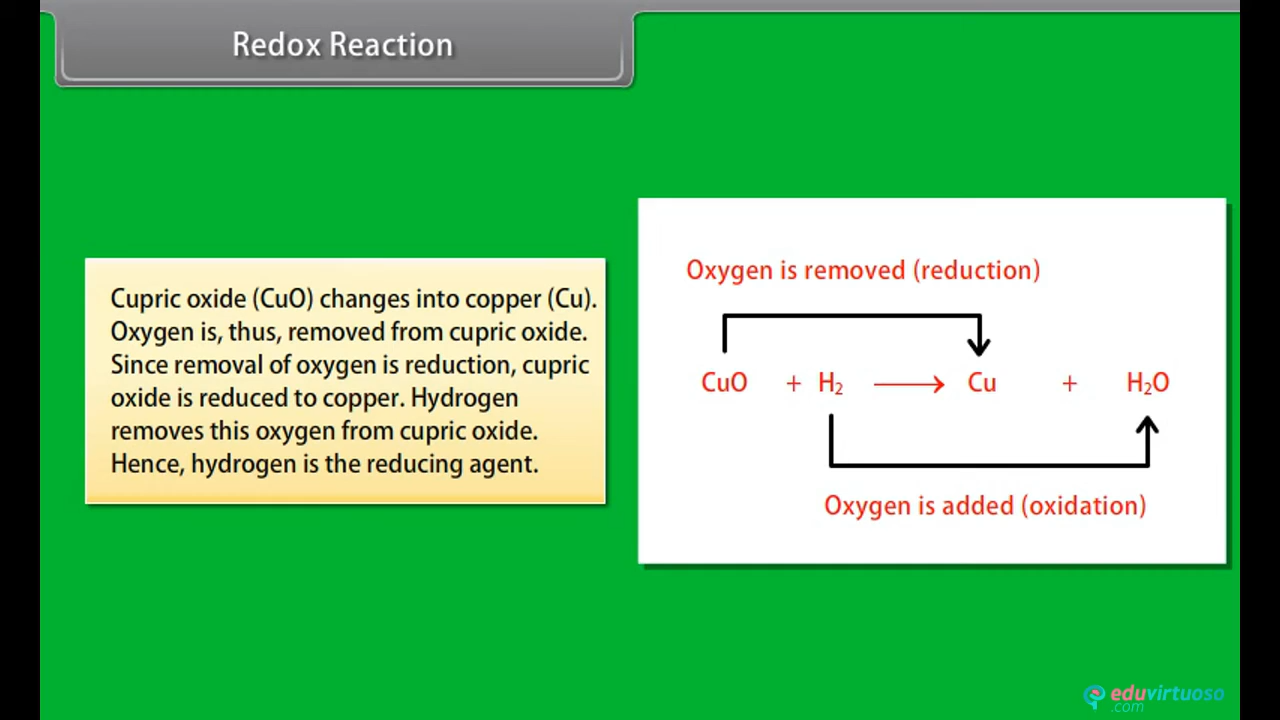 Redox Reaction
Cupric oxide (CuO) changes into copper (Cu).
Oxygen is, thus, removed from cupric oxide.
Since removal of oxygen is reduction, cupric
oxide is reduced to copper. Hydrogen
removes this oxygen from cupric oxide.
Hence, hydrogen is the reducing agent.
Oxygen is removed (reduction)
CuO + H₂ ⟶ Cu + H₂O
Oxygen is added (oxidation)
eduvirtuoso
.com